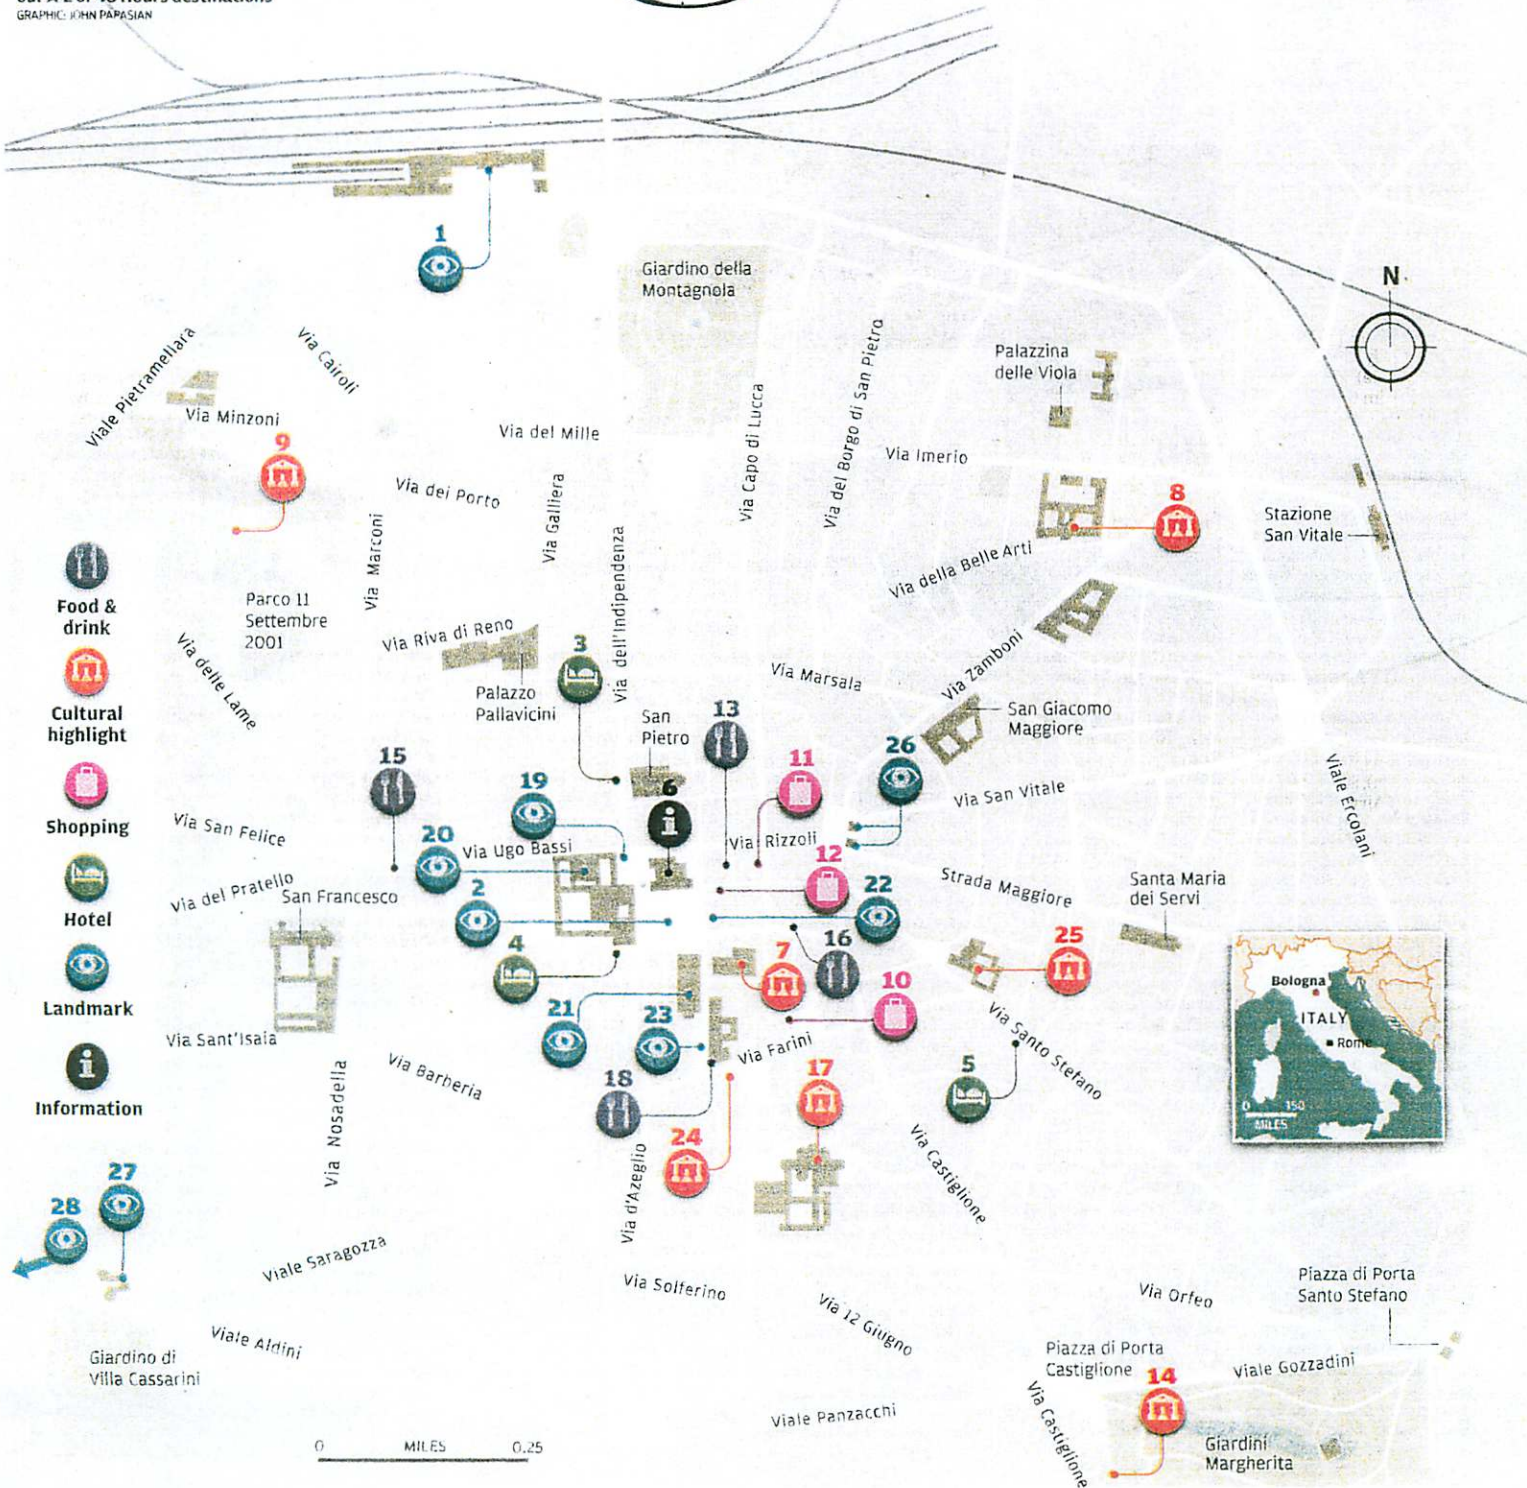 our A-Z of 48 Hours destinations
GRAPHIC: JOHN PAPASIAN
1
Giardino della
Montagnola
N
Viale Pietramellara
Via Cairoli
Via del Borgo di San Pietro
Palazzina
delle Viola
Via Minzoni
Via Capo di Lucca
9
Via del Mille
Via Imerio
Via dei Porto
Via Galliera
8
Stazione
San Vitale
Via Marconi
Via dell'Indipendenza
Via della Belle Arti
Food &
drink
Parco 11
Settembre
2001
Via Riva di Reno
3
Via delle Lame
Via Marsala
Via Zamboni
Palazzo
Pallavicini
San
Pietro
13
San Giacomo
Maggiore
Cultural
highlight
15
19
6
11
26
Via San Vitale
Viale Ercolani
Shopping
Via San Felice
20
Via Ugo Bassi
Via Rizzoli
12
Via del Pratello
San Francesco
2
22
Strada Maggiore
Santa Maria
dei Servi
Hotel
4
7
16
25
Bologna
ITALY
Rome
0 150
MILES
10
Landmark
21
23
Via Santo Stefano
Via Sant'Isaia
Via Barberia
Via Farini
5
Via Nosadella
18
17
Information
24
Via d'Azeglio
Via Castiglione
27
28
Viale Saragozza
Via Solferino
Via 12 Giugno
Via Orfeo
Piazza di Porta
Santo Stefano
Viale Aldini
Giardino di
Villa Cassarini
Piazza di Porta
Castiglione
Viale Gozzadini
14
Via Castiglione
Viale Panzacchi
Giardini
Margherita
0 MILES 0.25